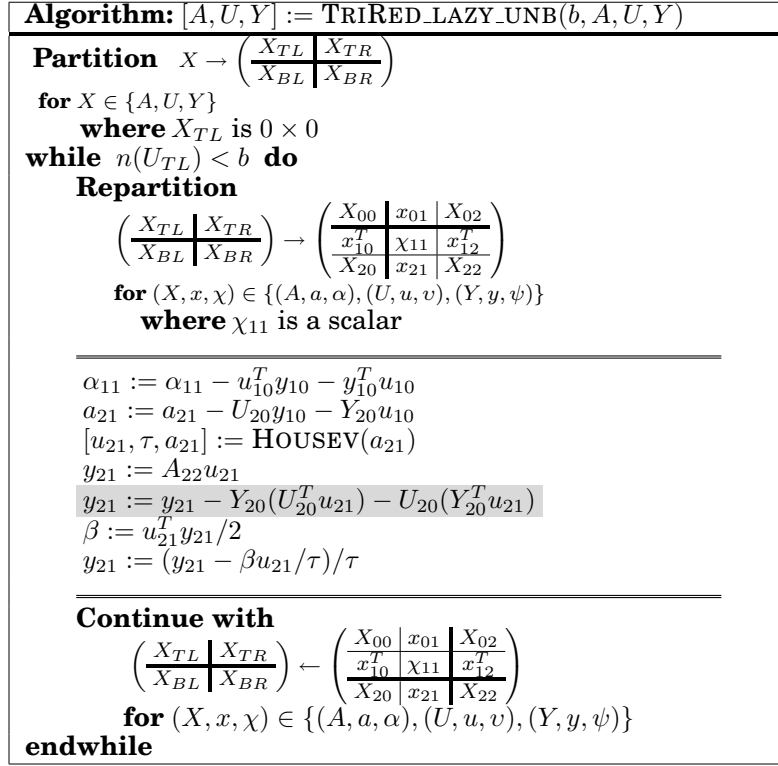 Algorithm: [A, U, Y] := TRIRED_LAZY_UNB(b, A, U, Y)
Partition X → ( X_TL | X_TR / X_BL | X_BR )
for X ∈ {A, U, Y}
where X_TL is 0 × 0
while n(U_TL) < b do
Repartition
( X_TL | X_TR / X_BL | X_BR ) → ( X_00 | x_01 | X_02 / x_10^T | χ_11 | x_12^T / X_20 | x_21 | X_22 )
for (X, x, χ) ∈ {(A, a, α), (U, u, υ), (Y, y, ψ)}
where χ_11 is a scalar
α_11 := α_11 − u_10^T y_10 − y_10^T u_10
a_21 := a_21 − U_20 y_10 − Y_20 u_10
[u_21, τ, a_21] := HOUSEV(a_21)
y_21 := A_22 u_21
y_21 := y_21 − Y_20(U_20^T u_21) − U_20(Y_20^T u_21)
β := u_21^T y_21/2
y_21 := (y_21 − βu_21/τ)/τ
Continue with
( X_TL | X_TR / X_BL | X_BR ) ← ( X_00 | x_01 | X_02 / x_10^T | χ_11 | x_12^T / X_20 | x_21 | X_22 )
for (X, x, χ) ∈ {(A, a, α), (U, u, υ), (Y, y, ψ)}
endwhile